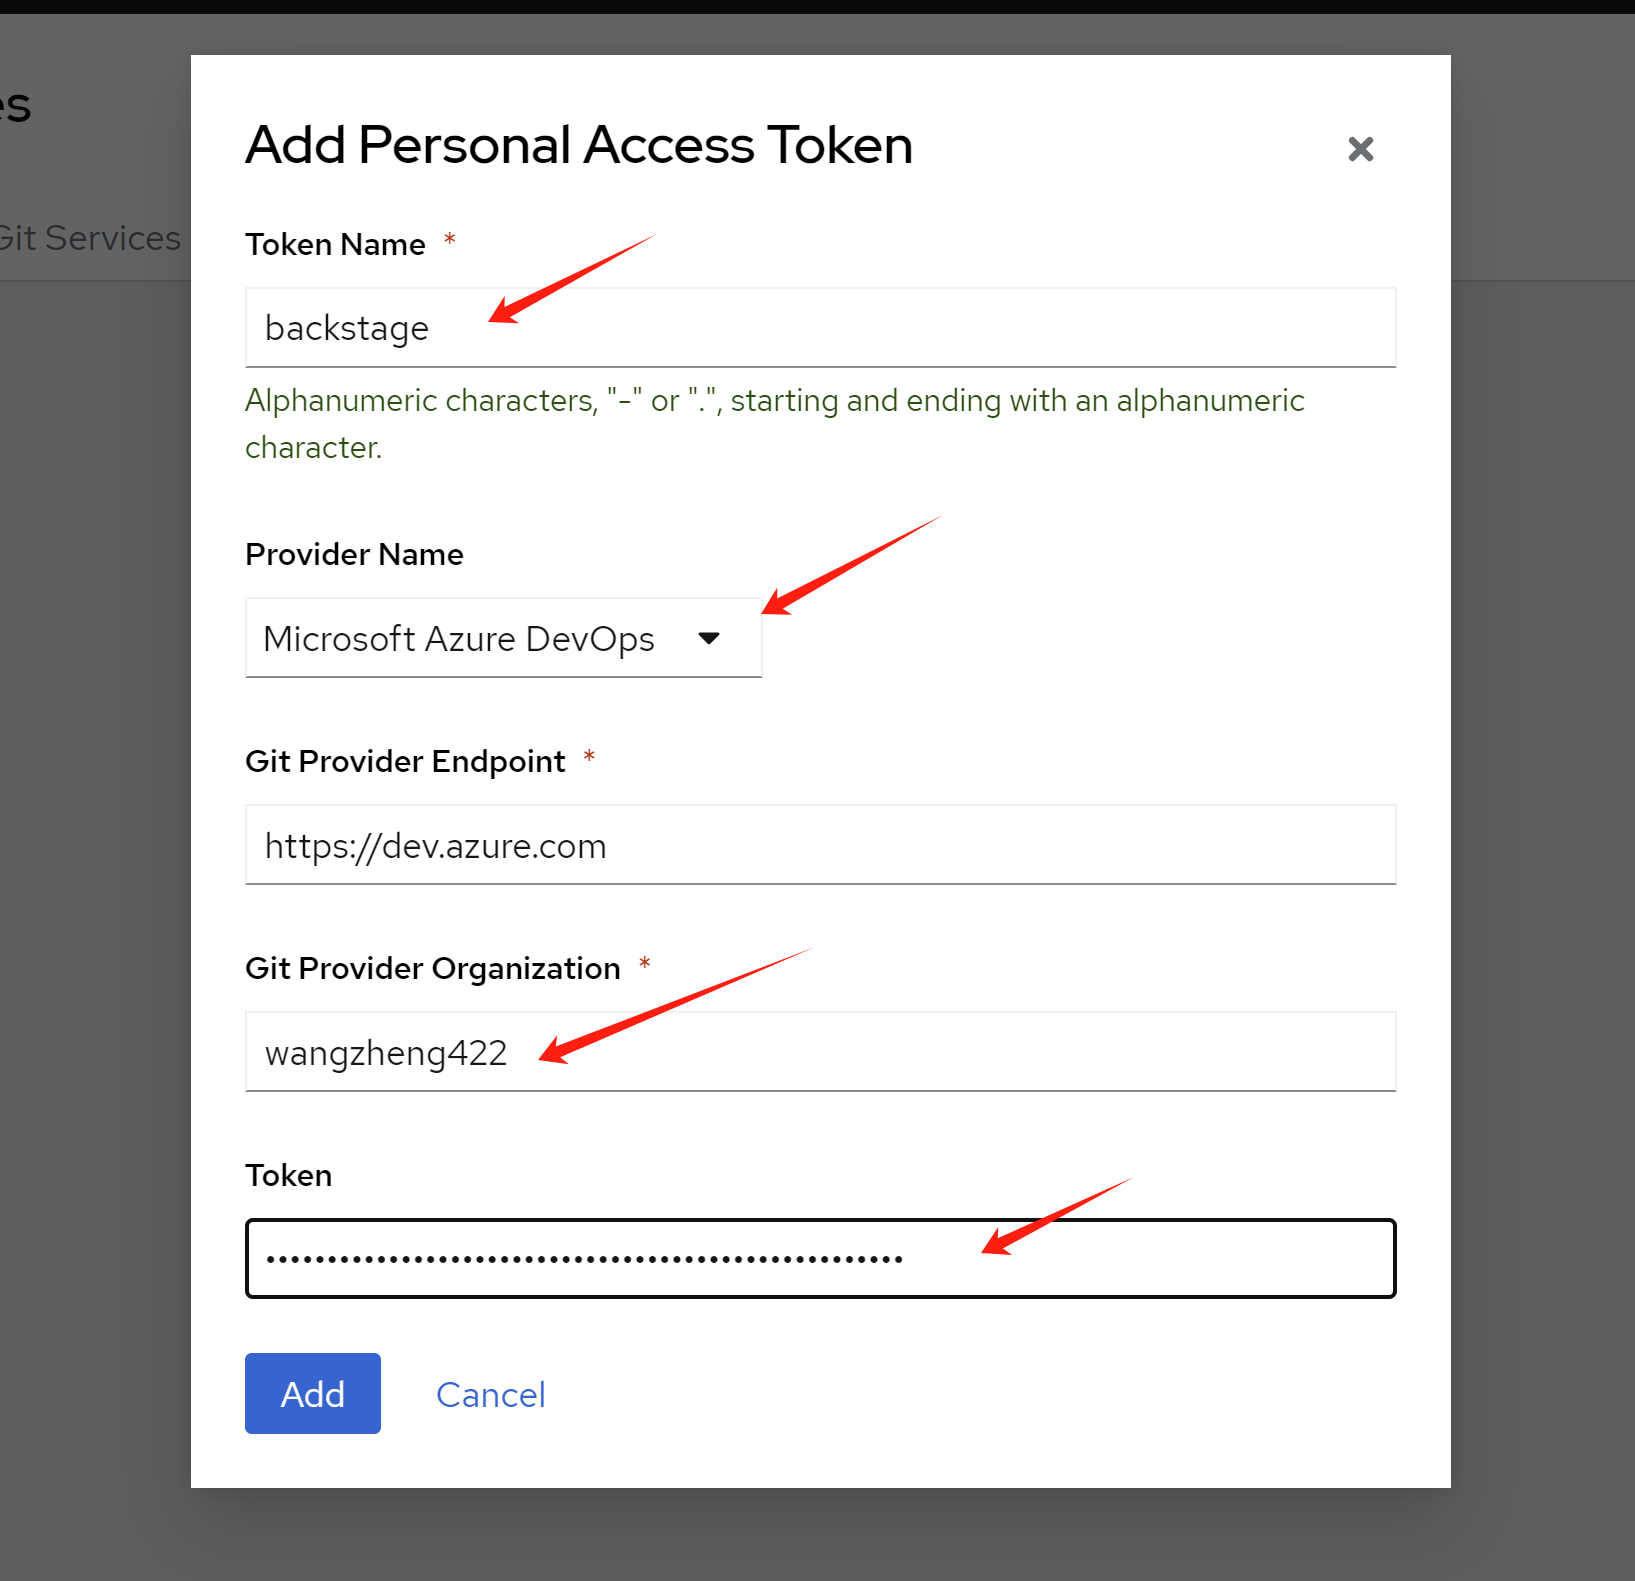 es
Add Personal Access Token
Token Name *
Git Services
backstage
Alphanumeric characters, "-" or ".", starting and ending with an alphanumeric
character.
Provider Name
Microsoft Azure DevOps
Git Provider Endpoint *
https://dev.azure.com
Git Provider Organization *
wangzheng422
Token
••••••••••••••••••••••••••••••••••••••••••••••••••••
Add Cancel